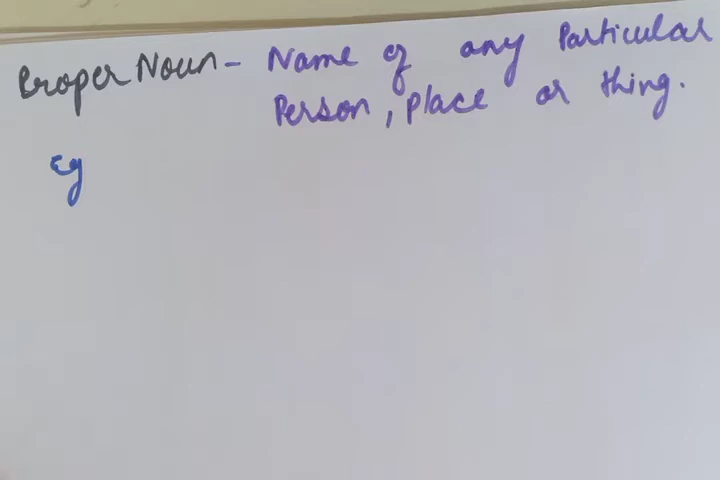 Proper Noun - Name of any Particular
Person, Place or thing.
Eg